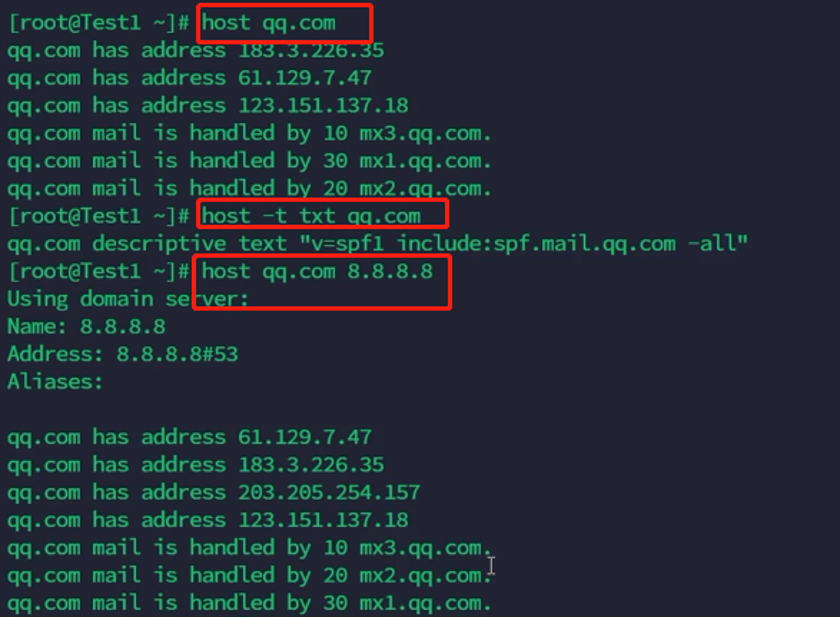 [root@Test1 ~]# host qq.com
qq.com has address 183.3.226.35
qq.com has address 61.129.7.47
qq.com has address 123.151.137.18
qq.com mail is handled by 10 mx3.qq.com.
qq.com mail is handled by 30 mx1.qq.com.
qq.com mail is handled by 20 mx2.qq.com.
[root@Test1 ~]# host -t txt qq.com
qq.com descriptive text "v=spf1 include:spf.mail.qq.com -all"
[root@Test1 ~]# host qq.com 8.8.8.8
Using domain server:
Name: 8.8.8.8
Address: 8.8.8.8#53
Aliases:

qq.com has address 61.129.7.47
qq.com has address 183.3.226.35
qq.com has address 203.205.254.157
qq.com has address 123.151.137.18
qq.com mail is handled by 10 mx3.qq.com.
qq.com mail is handled by 20 mx2.qq.com.
qq.com mail is handled by 30 mx1.qq.com.